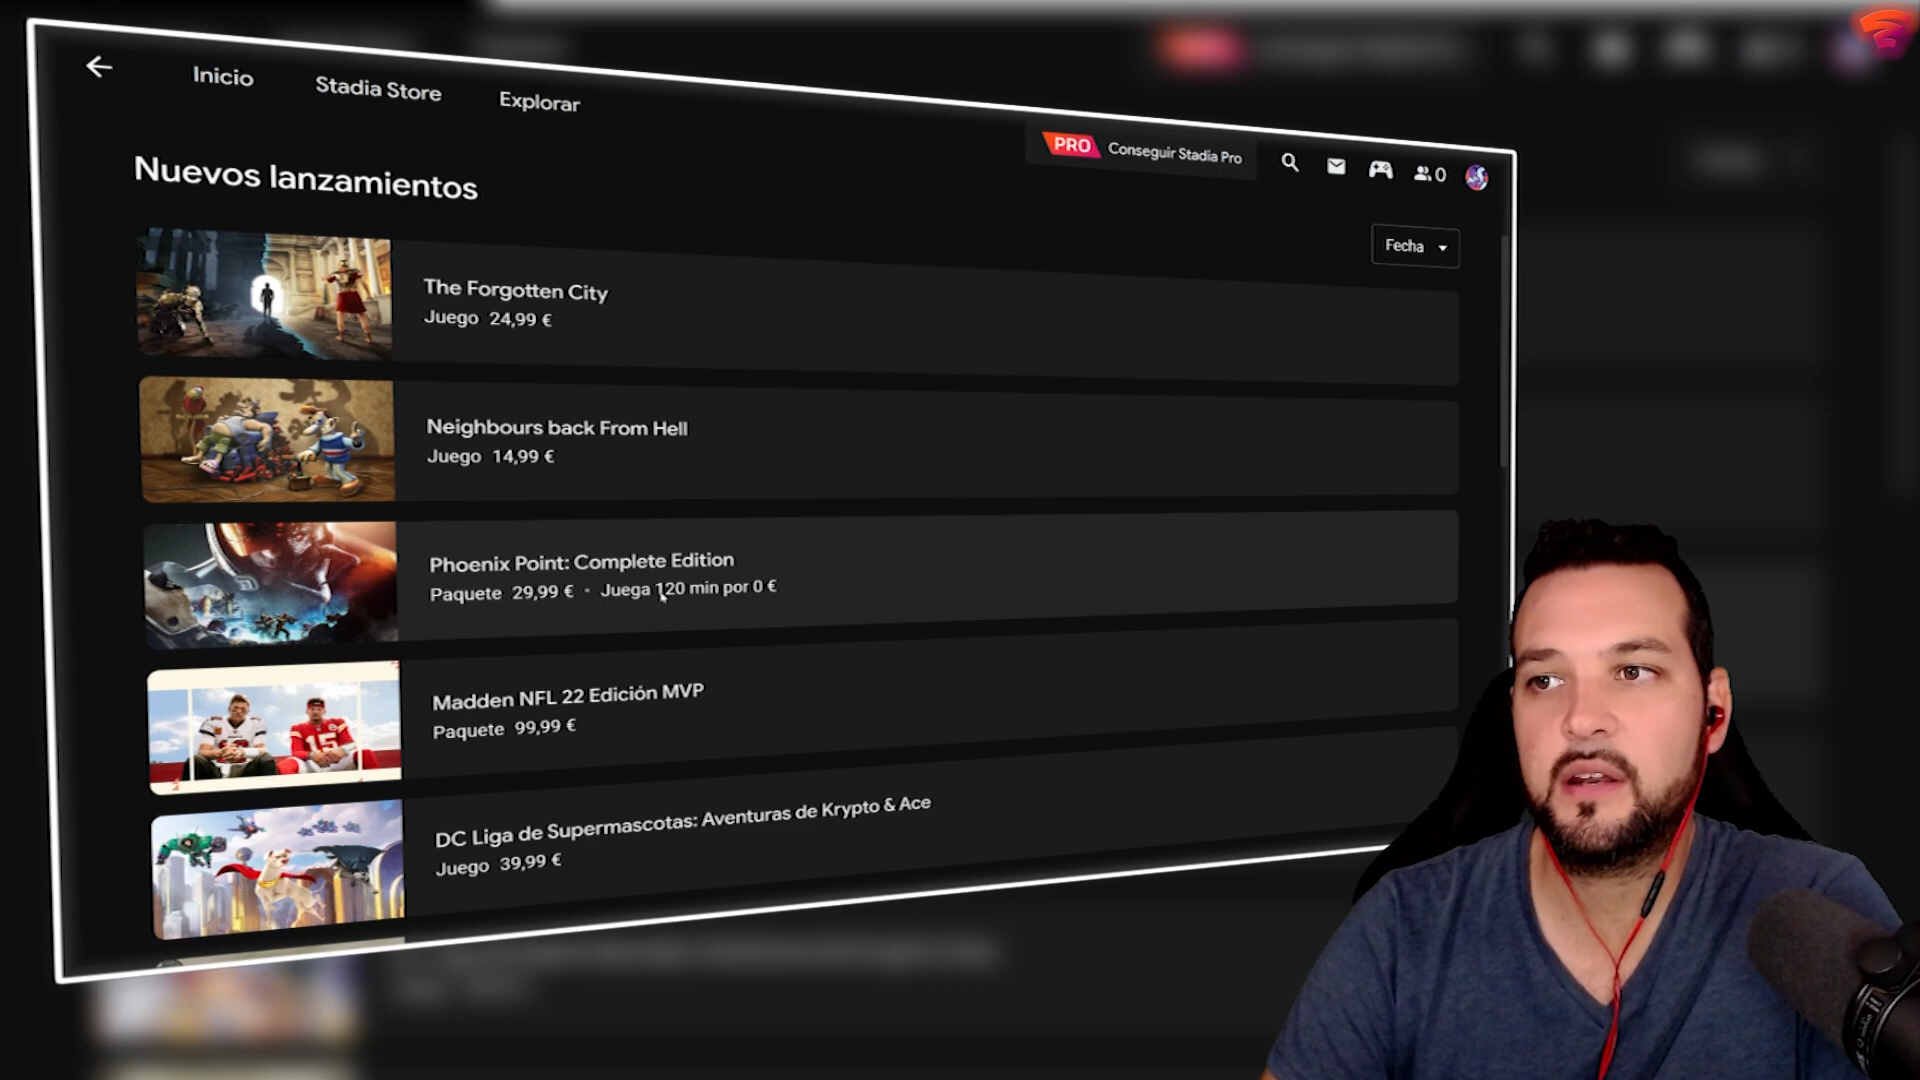 Inicio
Stadia Store
Explorar
PRO Conseguir Stadia Pro
0
Nuevos lanzamientos
Fecha
The Forgotten City
Juego 24,99 €
Neighbours back From Hell
Juego 14,99 €
Phoenix Point: Complete Edition
Paquete 29,99 € · Juega 120 min por 0 €
Madden NFL 22 Edición MVP
Paquete 99,99 €
15
DC Liga de Supermascotas: Aventuras de Krypto & Ace
Juego 39,99 €